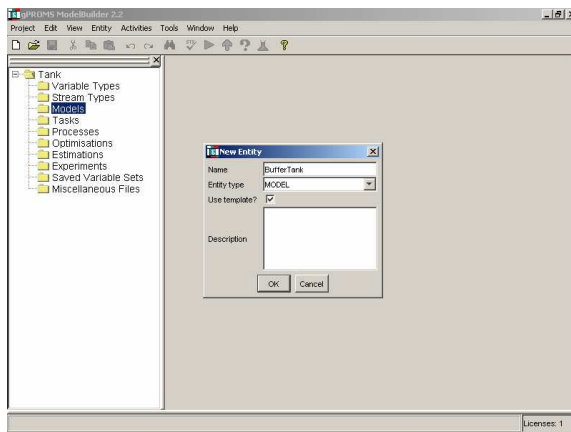 gPROMS ModelBuilder 2.2
Project Edit View Entity Activities Tools Window Help
Tank
Variable Types
Stream Types
Models
Tasks
Processes
Optimisations
Estimations
Experiments
Saved Variable Sets
Miscellaneous Files
New Entity
Name BufferTank
Entity type MODEL
Use template?
Description
OK Cancel
Licenses: 1